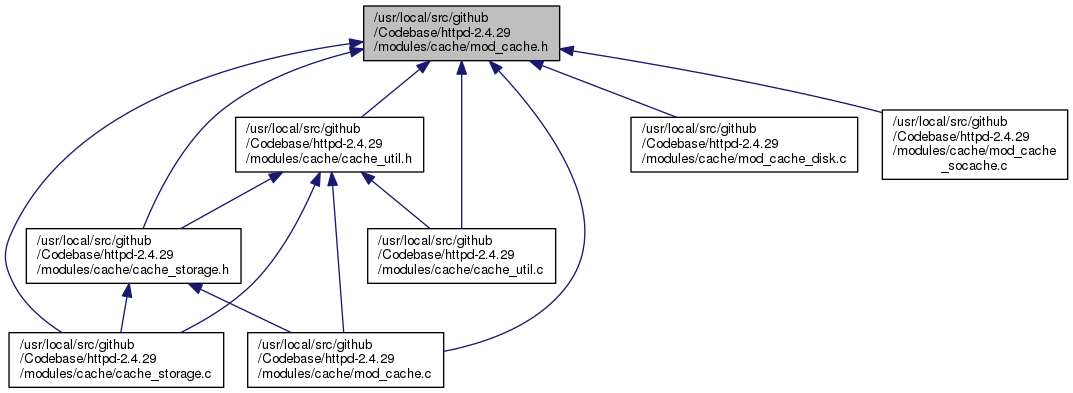 /usr/local/src/github
/Codebase/httpd-2.4.29
/modules/cache/mod_cache.h
/usr/local/src/github
/Codebase/httpd-2.4.29
/modules/cache/cache_util.h
/usr/local/src/github
/Codebase/httpd-2.4.29
/modules/cache/mod_cache_disk.c
/usr/local/src/github
/Codebase/httpd-2.4.29
/modules/cache/mod_cache
_socache.c
/usr/local/src/github
/Codebase/httpd-2.4.29
/modules/cache/cache_storage.h
/usr/local/src/github
/Codebase/httpd-2.4.29
/modules/cache/cache_util.c
/usr/local/src/github
/Codebase/httpd-2.4.29
/modules/cache/cache_storage.c
/usr/local/src/github
/Codebase/httpd-2.4.29
/modules/cache/mod_cache.c